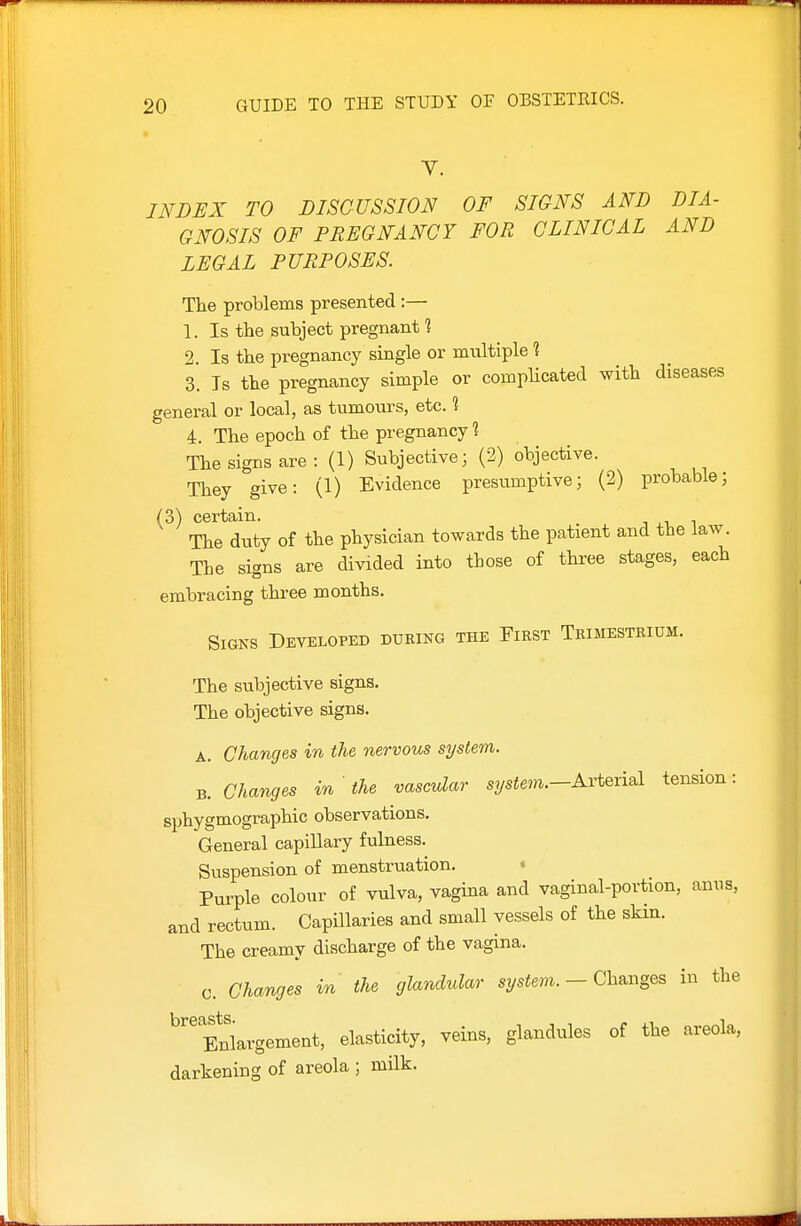 20 GUIDE TO THE STUDY OF OBSTETRICS.
V.
INDEX TO DISCUSSION OF SIGNS AND DIA-
GNOSIS OF PREGNANCY FOR CLINICAL AND
LEGAL PURPOSES.
The problems presented :—
1. Is the subject pregnant ?
2. Is the pregnancy single or multiple ?
3. Is the pregnancy simple or complicated with diseases
general or local, as tumours, etc. ?
4. The epoch of the pregnancy ?
The signs are : (1) Subjective; (2) objective.
They give: (1) Evidence presumptive; (2) probable;
(3) certain.
The duty of the physician towards the patient and the law.
The signs are divided into those of three stages, each
embracing three months.
SIGNS DEVELOPED DURING THE FIRST TRIMESTRIUM.
The subjective signs.
The objective signs.
A. Changes in the nervous system.
B. Changes in the vascular system.—Arterial tension:
sphygmographic observations.
General capillary fulness.
Suspension of menstruation.
Purple colour of vulva, vagina and vaginal-portion, anus,
and rectum. Capillaries and small vessels of the skin.
The creamy discharge of the vagina.
C. Changes in the glandular system. — Changes in the
breasts.
Enlargement, elasticity, veins, glandules of the areola,
darkening of areola ; milk.